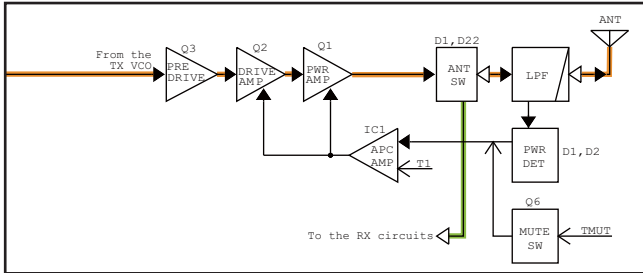 ANT
Q3
Q2
Q1
D1,D22
From the
TX VCO
PRE
DRIVE
DRIVE
AMP
PWR
AMP
ANT
SW
LPF
IC1
APC
AMP
T1
PWR
DET
D1,D2
Q6
To the RX circuits
MUTE
SW
TMUT